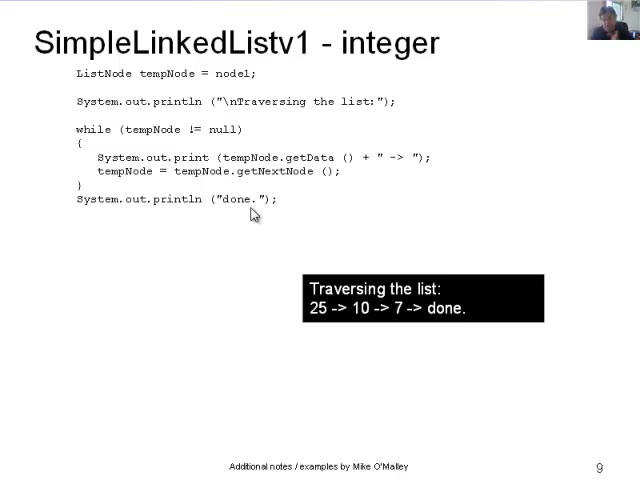 SimpleLinkedListv1 - integer
ListNode tempNode = node1;
System.out.println ("\nTraversing the list:");
while (tempNode != null)
{
System.out.print (tempNode.getData () + " -> ");
tempNode = tempNode.getNextNode ();
}
System.out.println ("done.");
Traversing the list:
25 -> 10 -> 7 -> done.
Additional notes / examples by Mike O'Malley
9